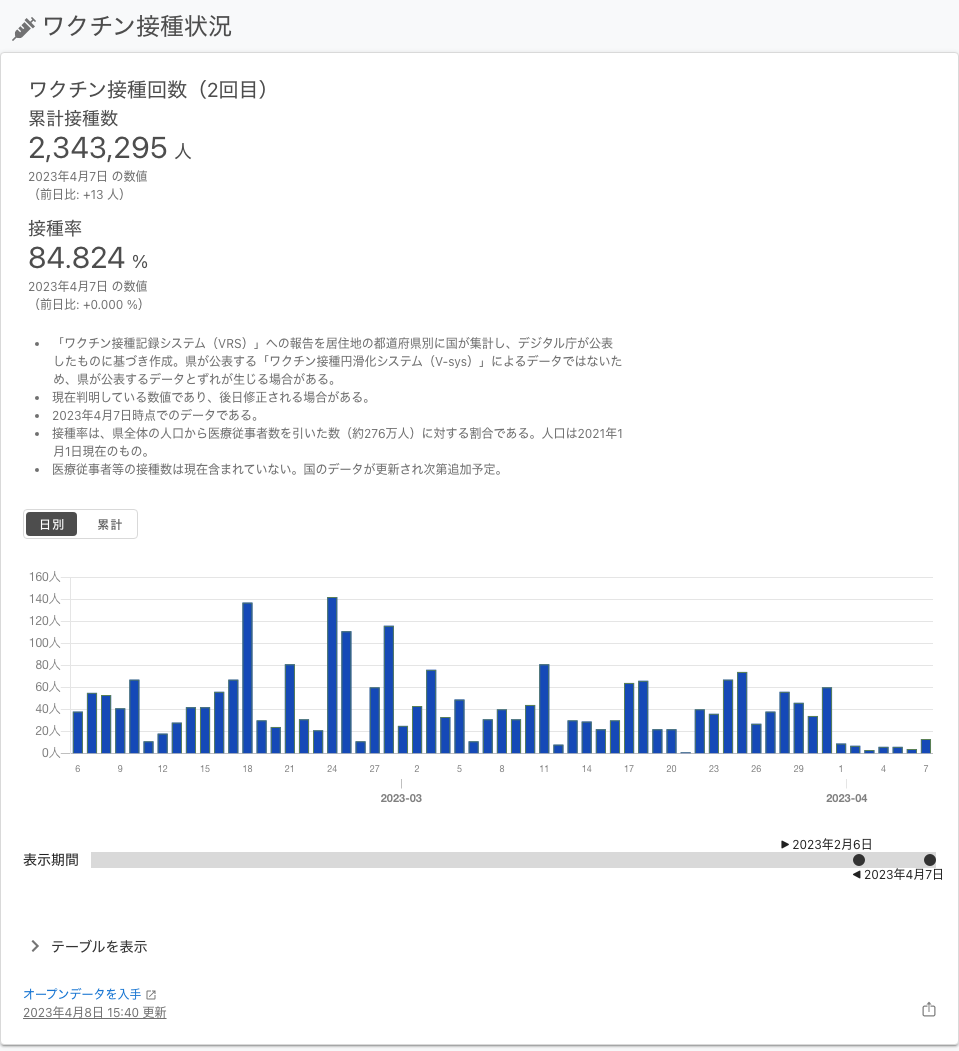 ワクチン接種状況
ワクチン接種回数（2回目）
累計接種数
2,343,295 人
2023年4月7日 の数値
（前日比: +13 人）
接種率
84.824 %
2023年4月7日 の数値
（前日比: +0.000 %）
• 「ワクチン接種記録システム（VRS）」への報告を居住地の都道府県別に国が集計し、デジタル庁が公表
したものに基づき作成。県が公表する「ワクチン接種円滑化システム（V-sys）」によるデータではないた
め、県が公表するデータとずれが生じる場合がある。
• 現在判明している数値であり、後日修正される場合がある。
• 2023年4月7日時点でのデータである。
• 接種率は、県全体の人口から医療従事者数を引いた数（約276万人）に対する割合である。人口は2021年1
月1日現在のもの。
• 医療従事者等の接種数は現在含まれていない。国のデータが更新され次第追加予定。
日別 累計
160人
140人
120人
100人
80人
60人
40人
20人
0人
6 9 12 15 18 21 24 27 2 5 8 11 14 17 20 23 26 29 1 4 7
2023-03 2023-04
2023年2月6日
表示期間
2023年4月7日
テーブルを表示
オープンデータを入手
2023年4月8日 15:40 更新